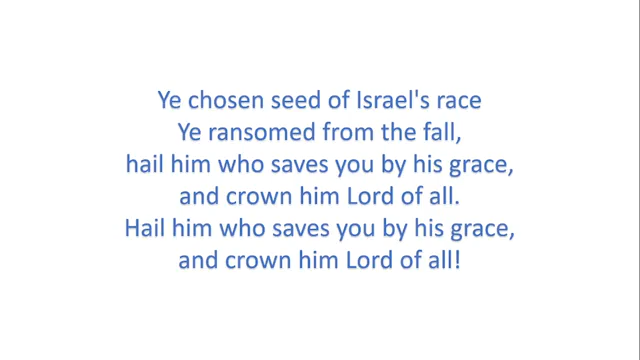 Ye chosen seed of Israel's race
Ye ransomed from the fall,
hail him who saves you by his grace,
and crown him Lord of all.
Hail him who saves you by his grace,
and crown him Lord of all!